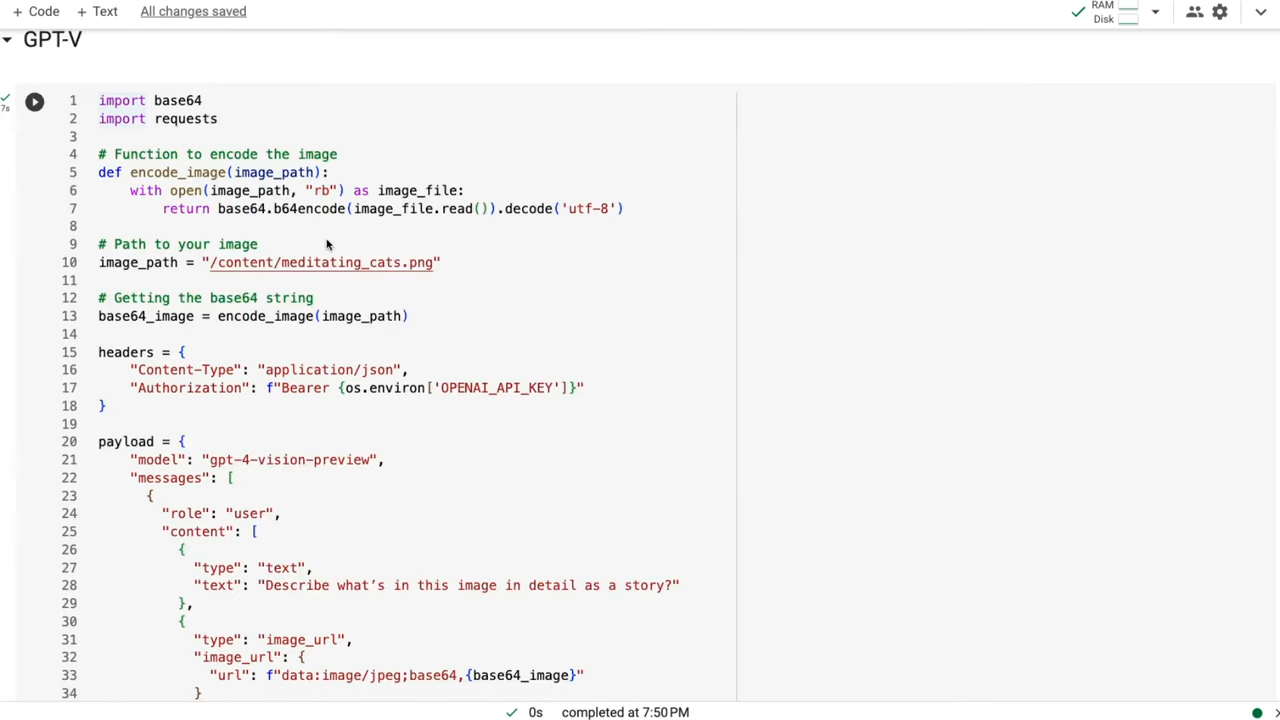 + Code + Text All changes saved
RAM
Disk
GPT-V
7s
1 import base64
2 import requests
3
4 # Function to encode the image
5 def encode_image(image_path):
6     with open(image_path, "rb") as image_file:
7         return base64.b64encode(image_file.read()).decode('utf-8')
8
9 # Path to your image
10 image_path = "/content/meditating_cats.png"
11
12 # Getting the base64 string
13 base64_image = encode_image(image_path)
14
15 headers = {
16     "Content-Type": "application/json",
17     "Authorization": f"Bearer {os.environ['OPENAI_API_KEY']}"
18 }
19
20 payload = {
21     "model": "gpt-4-vision-preview",
22     "messages": [
23       {
24         "role": "user",
25         "content": [
26           {
27             "type": "text",
28             "text": "Describe what’s in this image in detail as a story?"
29           },
30           {
31             "type": "image_url",
32             "image_url": {
33               "url": f"data:image/jpeg;base64,{base64_image}"
34             }
0s completed at 7:50 PM